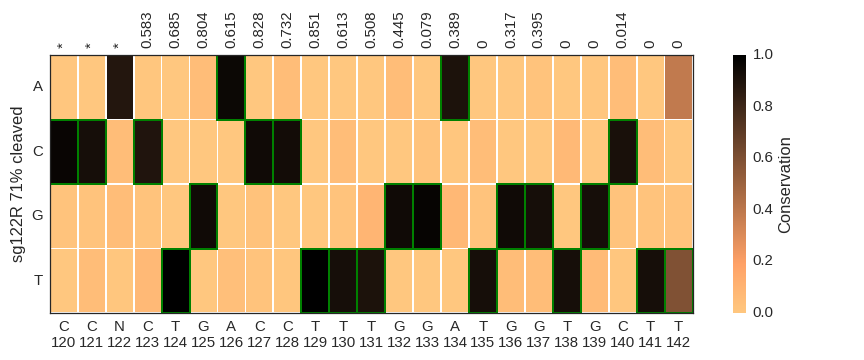 * * * 0.583 0.685 0.804 0.615 0.828 0.732 0.851 0.613 0.508 0.445 0.079 0.389 0 0.317 0.395 0 0 0.014 0 0
sg122R 71% cleaved
A
C
G
T
C C N C T G A C C T T T G G A T G G T G C T T
120 121 122 123 124 125 126 127 128 129 130 131 132 133 134 135 136 137 138 139 140 141 142
1.0
0.8
0.6
0.4
0.2
0.0
Conservation